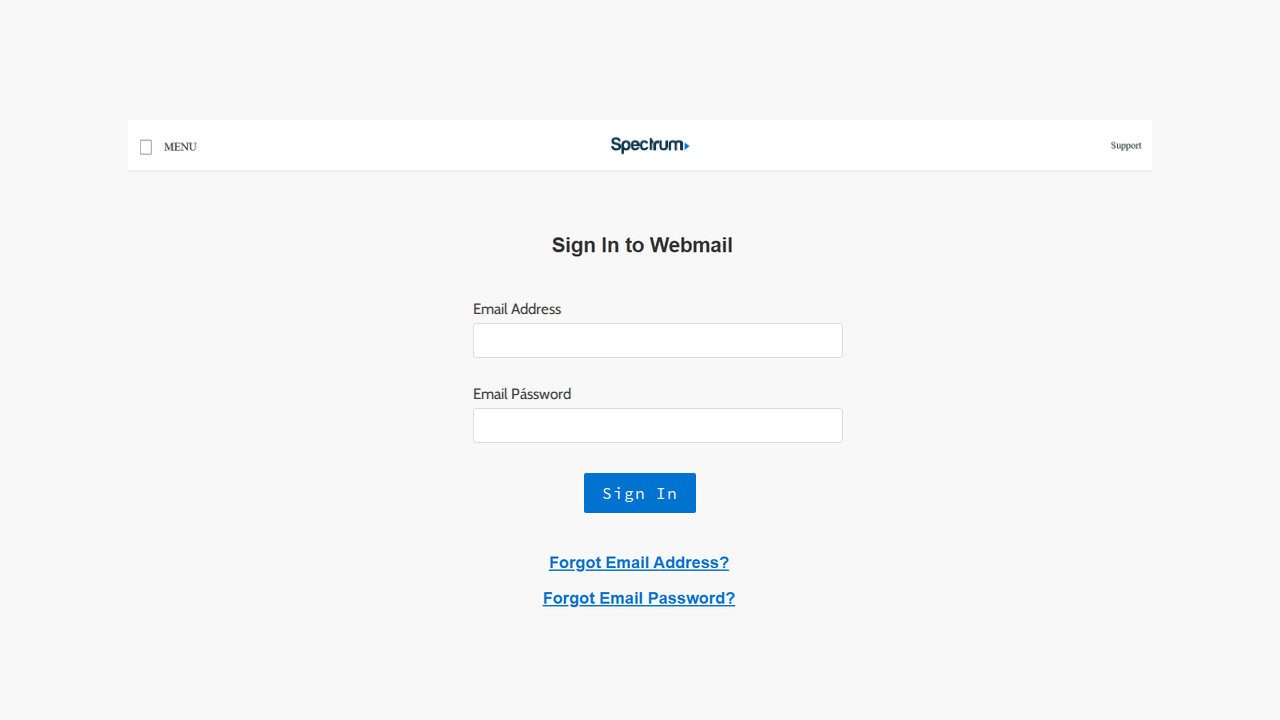 MENU
Spectrum
Support
Sign In to Webmail
Email Address
Email Pássword
Sign In
Forgot Email Address?
Forgot Email Password?